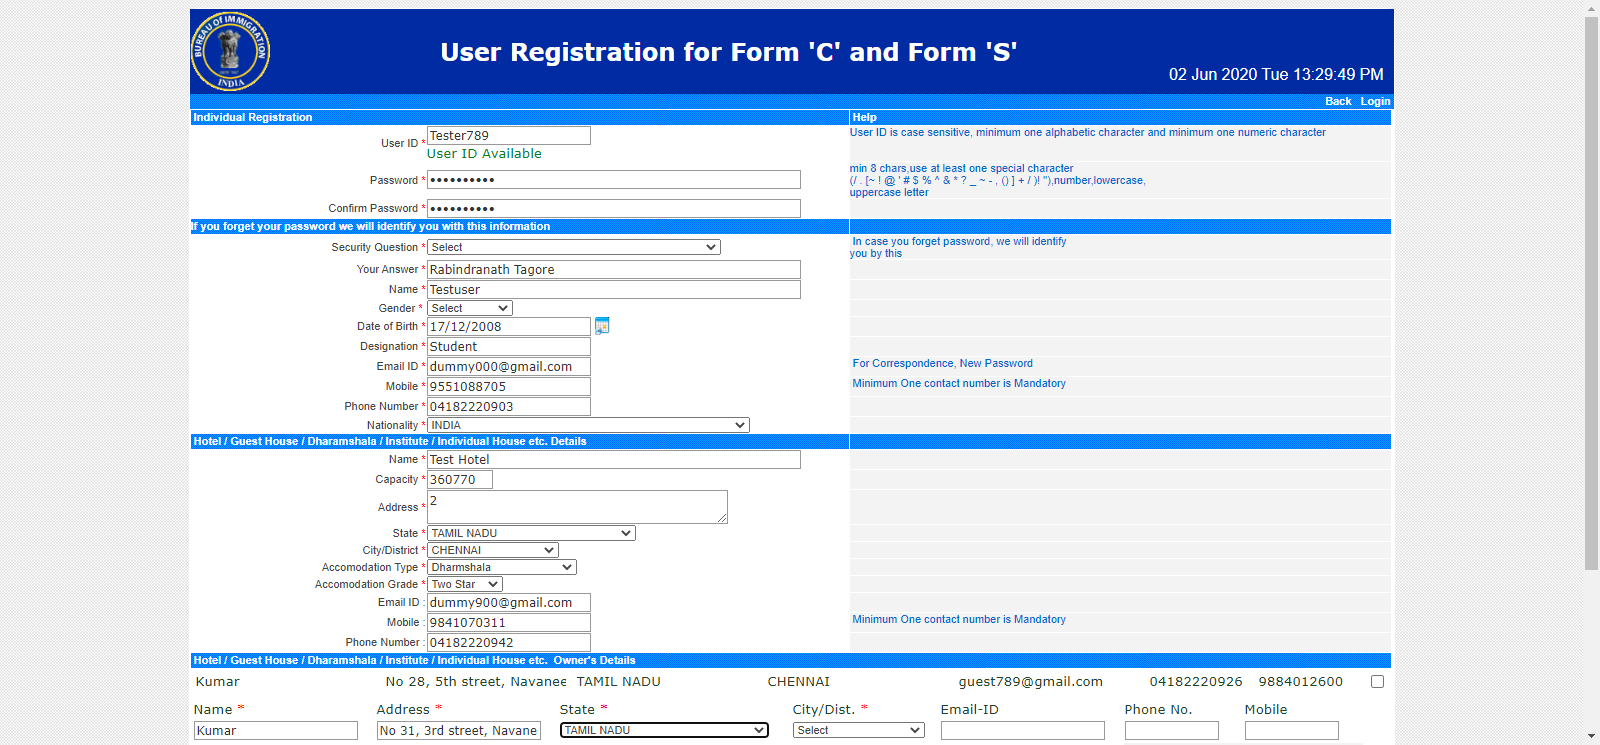 BUREAU OF IMMIGRATION
INDIA
User Registration for Form 'C' and Form 'S'
02 Jun 2020 Tue 13:29:49 PM
Back Login
Individual Registration Help
User ID * Tester789 User ID is case sensitive, minimum one alphabetic character and minimum one numeric character
User ID Available
Password * •••••••••• min 8 chars,use at least one special character
(/ . [~ ! @ ' # $ % ^ & * ? _ ~ - , () ] + / )! "),number,lowercase,
uppercase letter
Confirm Password * ••••••••••
If you forget your password we will identify you with this information
Security Question * Select In case you forget password, we will identify
you by this
Your Answer * Rabindranath Tagore
Name * Testuser
Gender * Select
Date of Birth * 17/12/2008
Designation * Student
Email ID * dummy000@gmail.com For Correspondence, New Password
Mobile * 9551088705 Minimum One contact number is Mandatory
Phone Number * 04182220903
Nationality * INDIA
Hotel / Guest House / Dharamshala / Institute / Individual House etc. Details
Name * Test Hotel
Capacity * 360770
Address * 2
State * TAMIL NADU
City/District * CHENNAI
Accomodation Type * Dharmshala
Accomodation Grade * Two Star
Email ID : dummy900@gmail.com
Mobile : 9841070311 Minimum One contact number is Mandatory
Phone Number : 04182220942
Hotel / Guest House / Dharamshala / Institute / Individual House etc. Owner's Details
Kumar No 28, 5th street, Navanee TAMIL NADU CHENNAI guest789@gmail.com 04182220926 9884012600
Name * Address * State * City/Dist. * Email-ID Phone No. Mobile
Kumar No 31, 3rd street, Navane TAMIL NADU Select